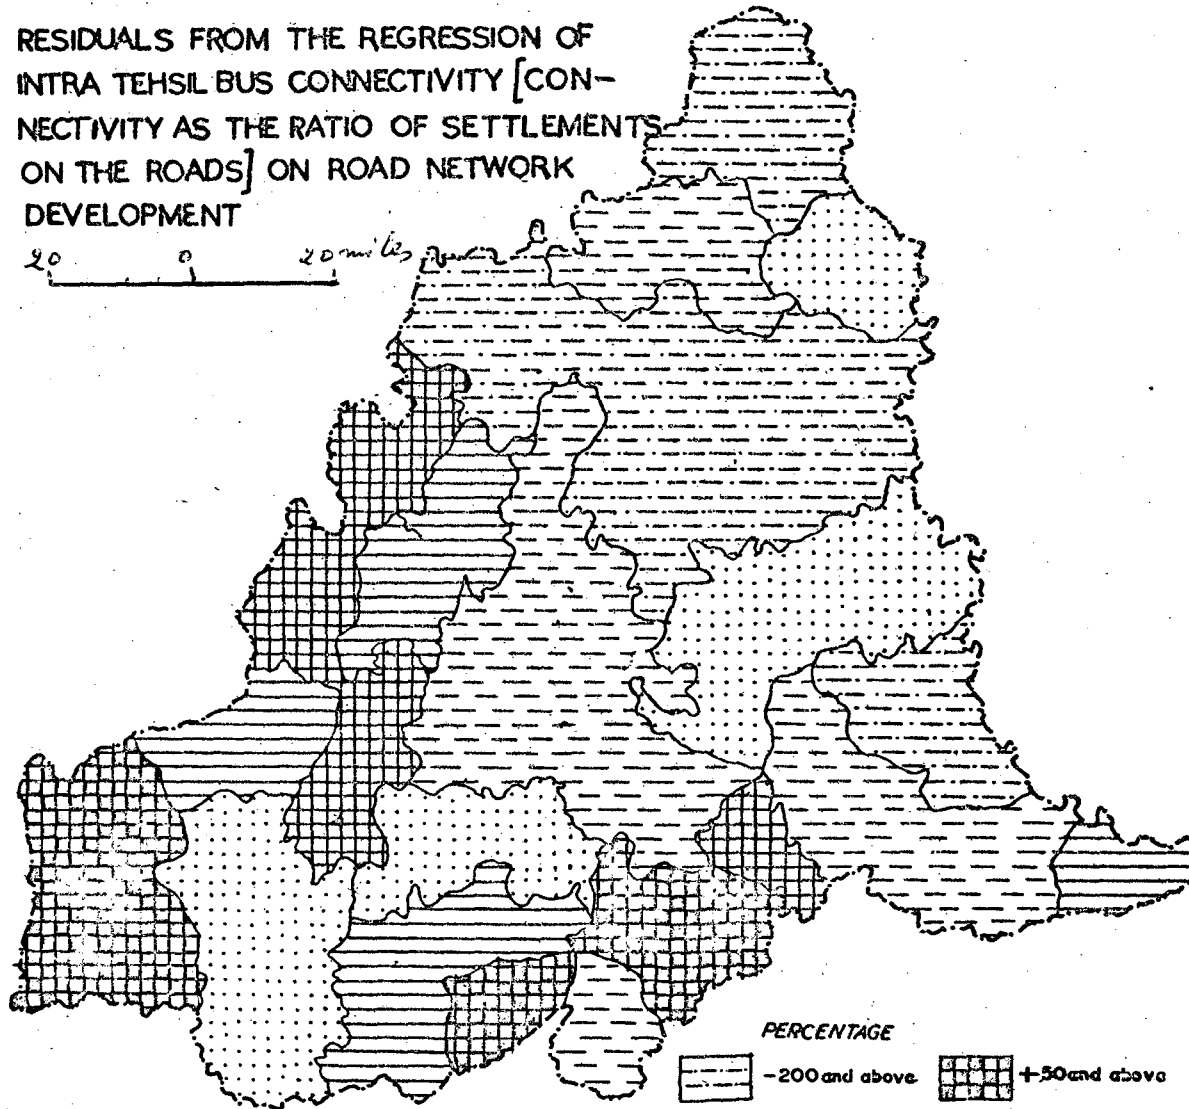 RESIDUALS FROM THE REGRESSION OF
INTRA TEHSIL BUS CONNECTIVITY [CON-
NECTIVITY AS THE RATIO OF SETTLEMENTS
ON THE ROADS] ON ROAD NETWORK
DEVELOPMENT
20 0 20 miles
PERCENTAGE
-200 and above
+50 and above